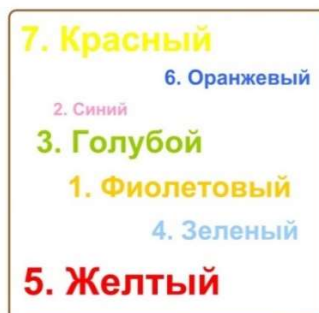 7. Красный
6. Оранжевый
2. Синий
3. Голубой
1. Фиолетовый
4. Зеленый
5. Желтый